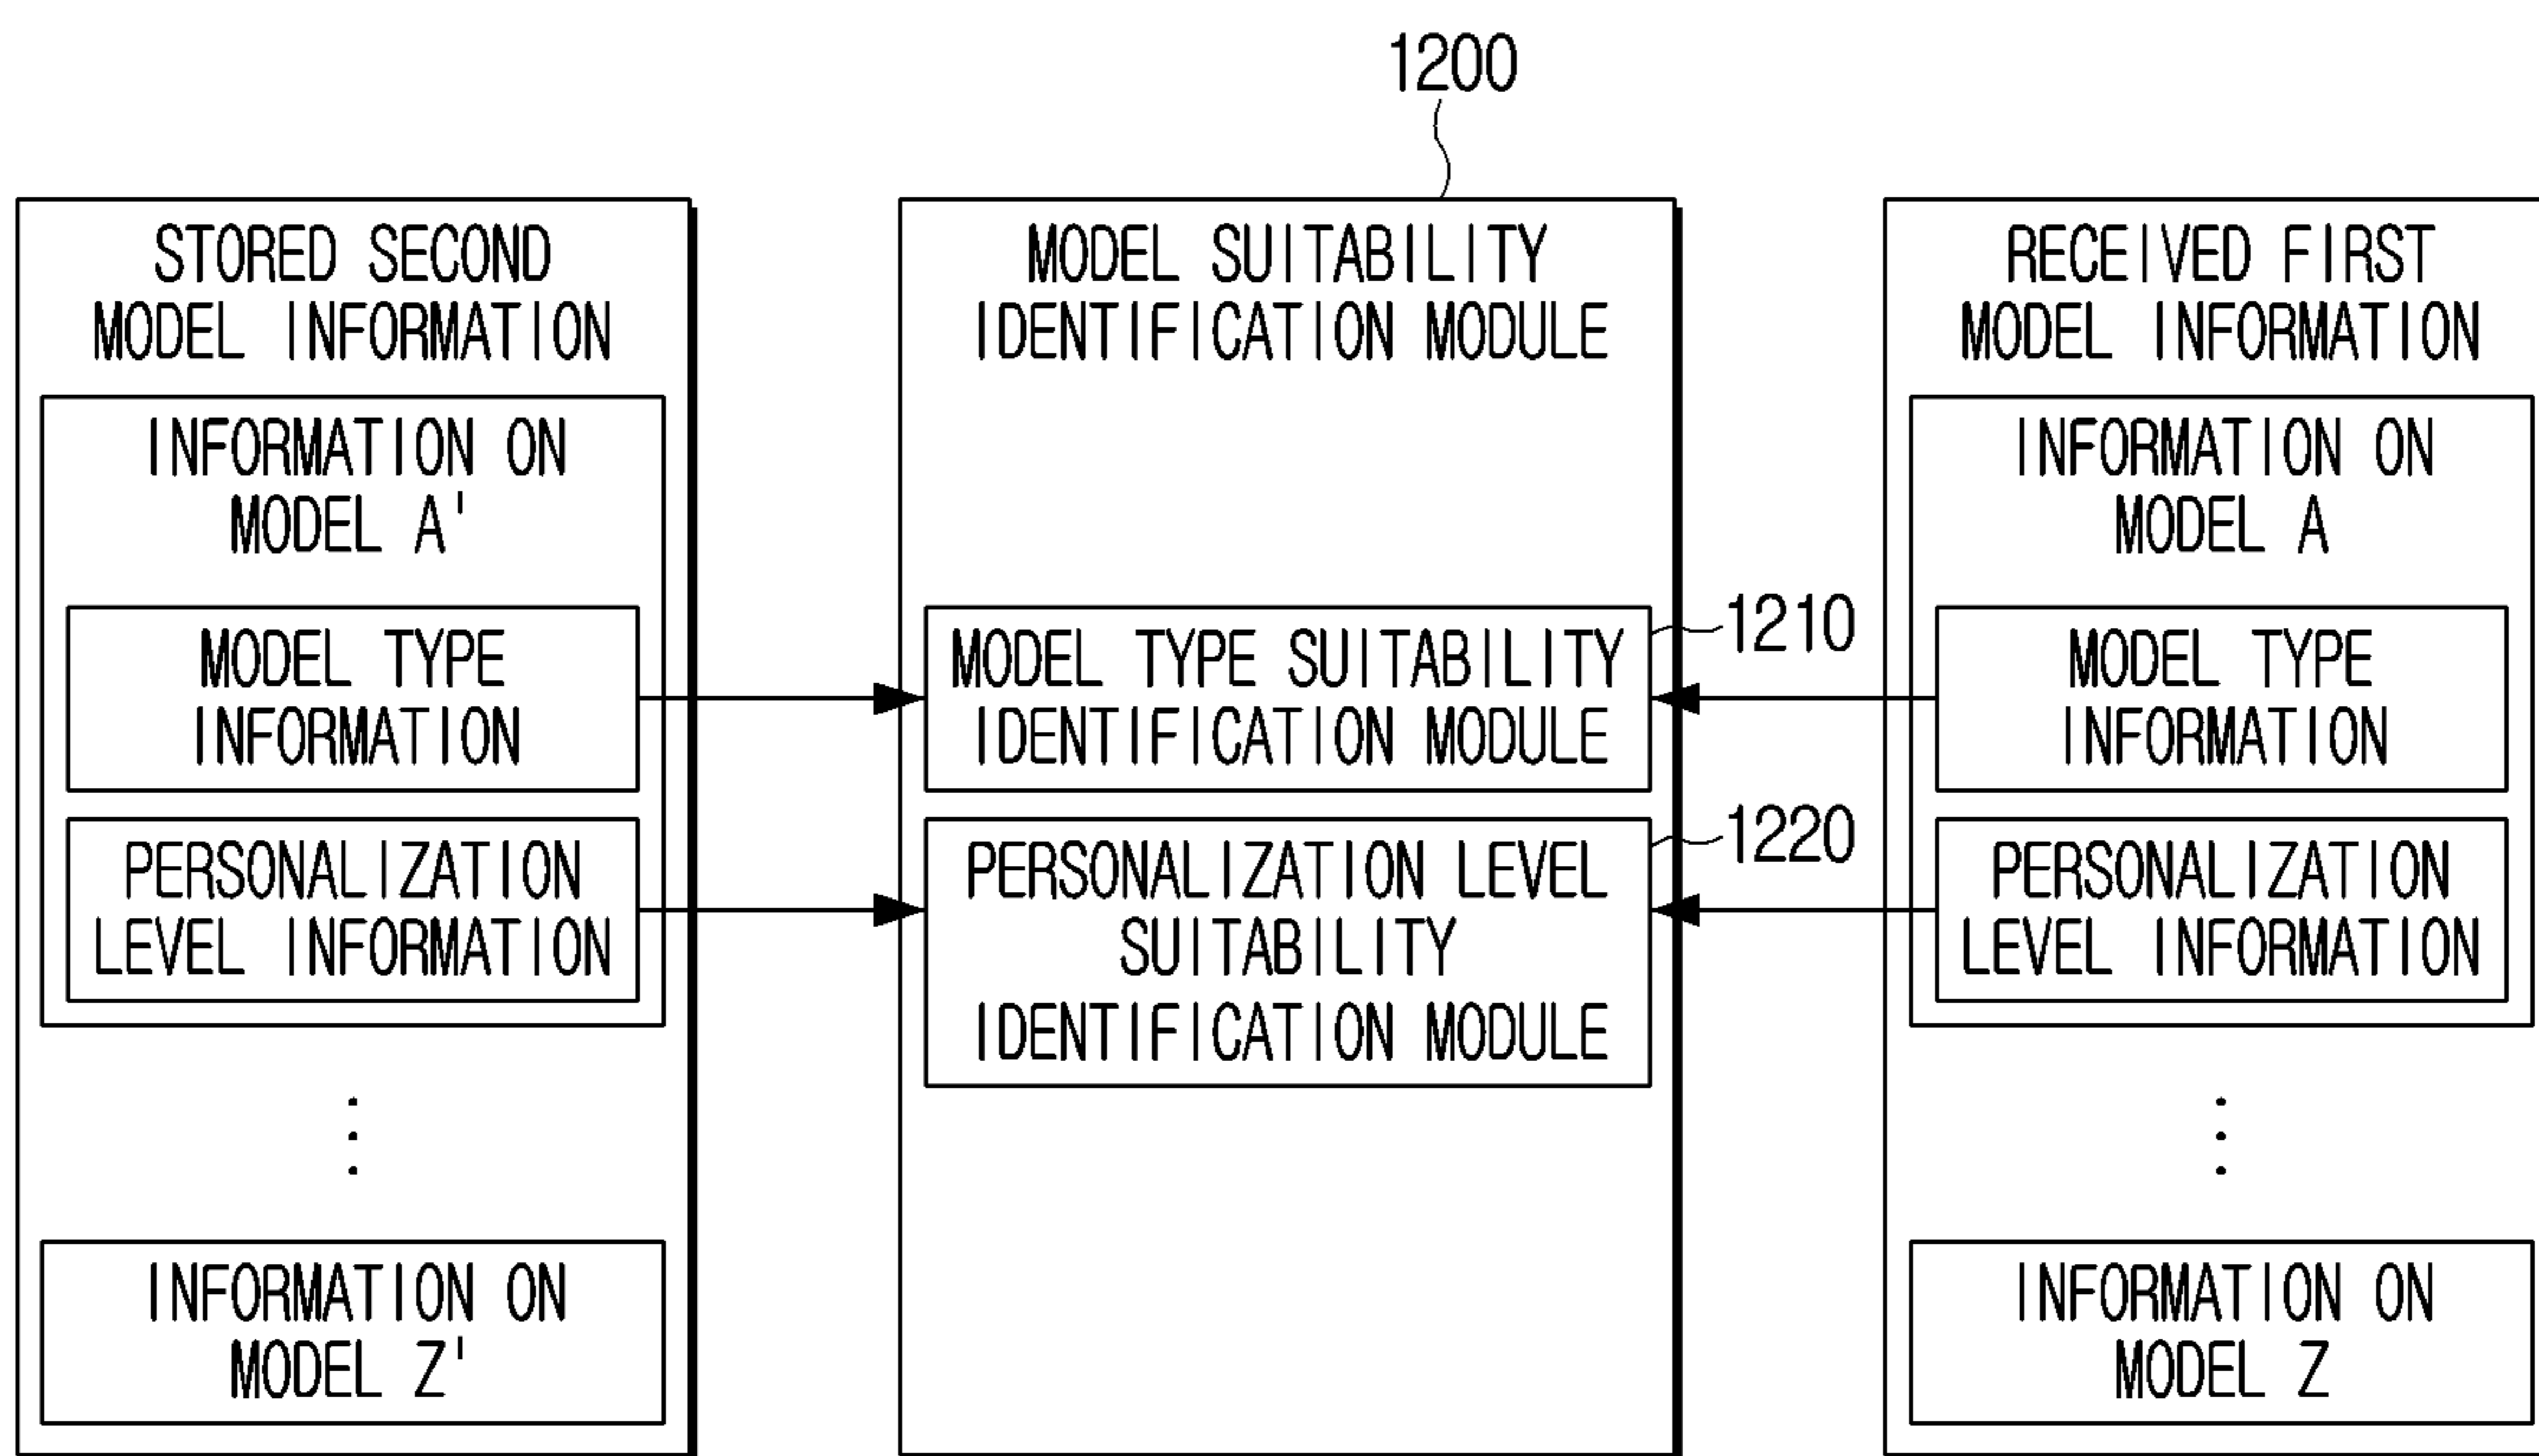 1200
STORED SECOND
MODEL INFORMATION
INFORMATION ON
MODEL A'
MODEL TYPE
INFORMATION
PERSONALIZATION
LEVEL INFORMATION
INFORMATION ON
MODEL Z'
MODEL SUITABILITY
IDENTIFICATION MODULE
MODEL TYPE SUITABILITY
IDENTIFICATION MODULE
1210
PERSONALIZATION LEVEL
SUITABILITY
IDENTIFICATION MODULE
1220
RECEIVED FIRST
MODEL INFORMATION
INFORMATION ON
MODEL A
MODEL TYPE
INFORMATION
PERSONALIZATION
LEVEL INFORMATION
INFORMATION ON
MODEL Z